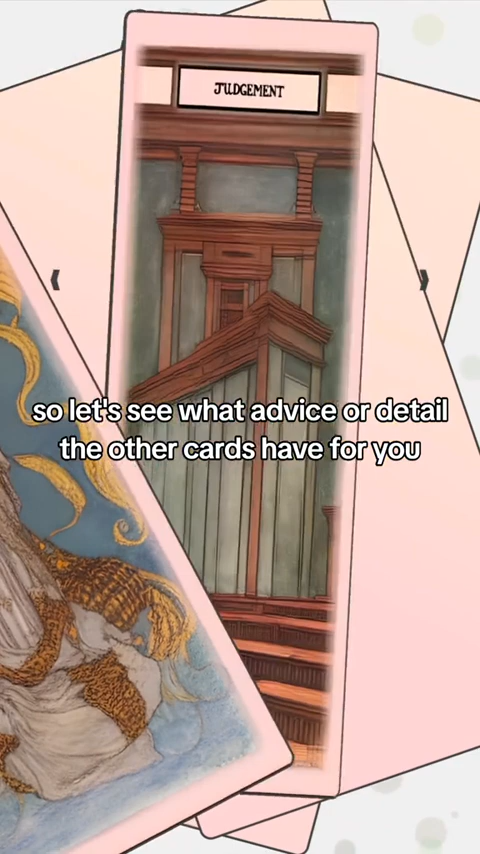 JUDGEMENT
so let's see what advice or detail
the other cards have for you